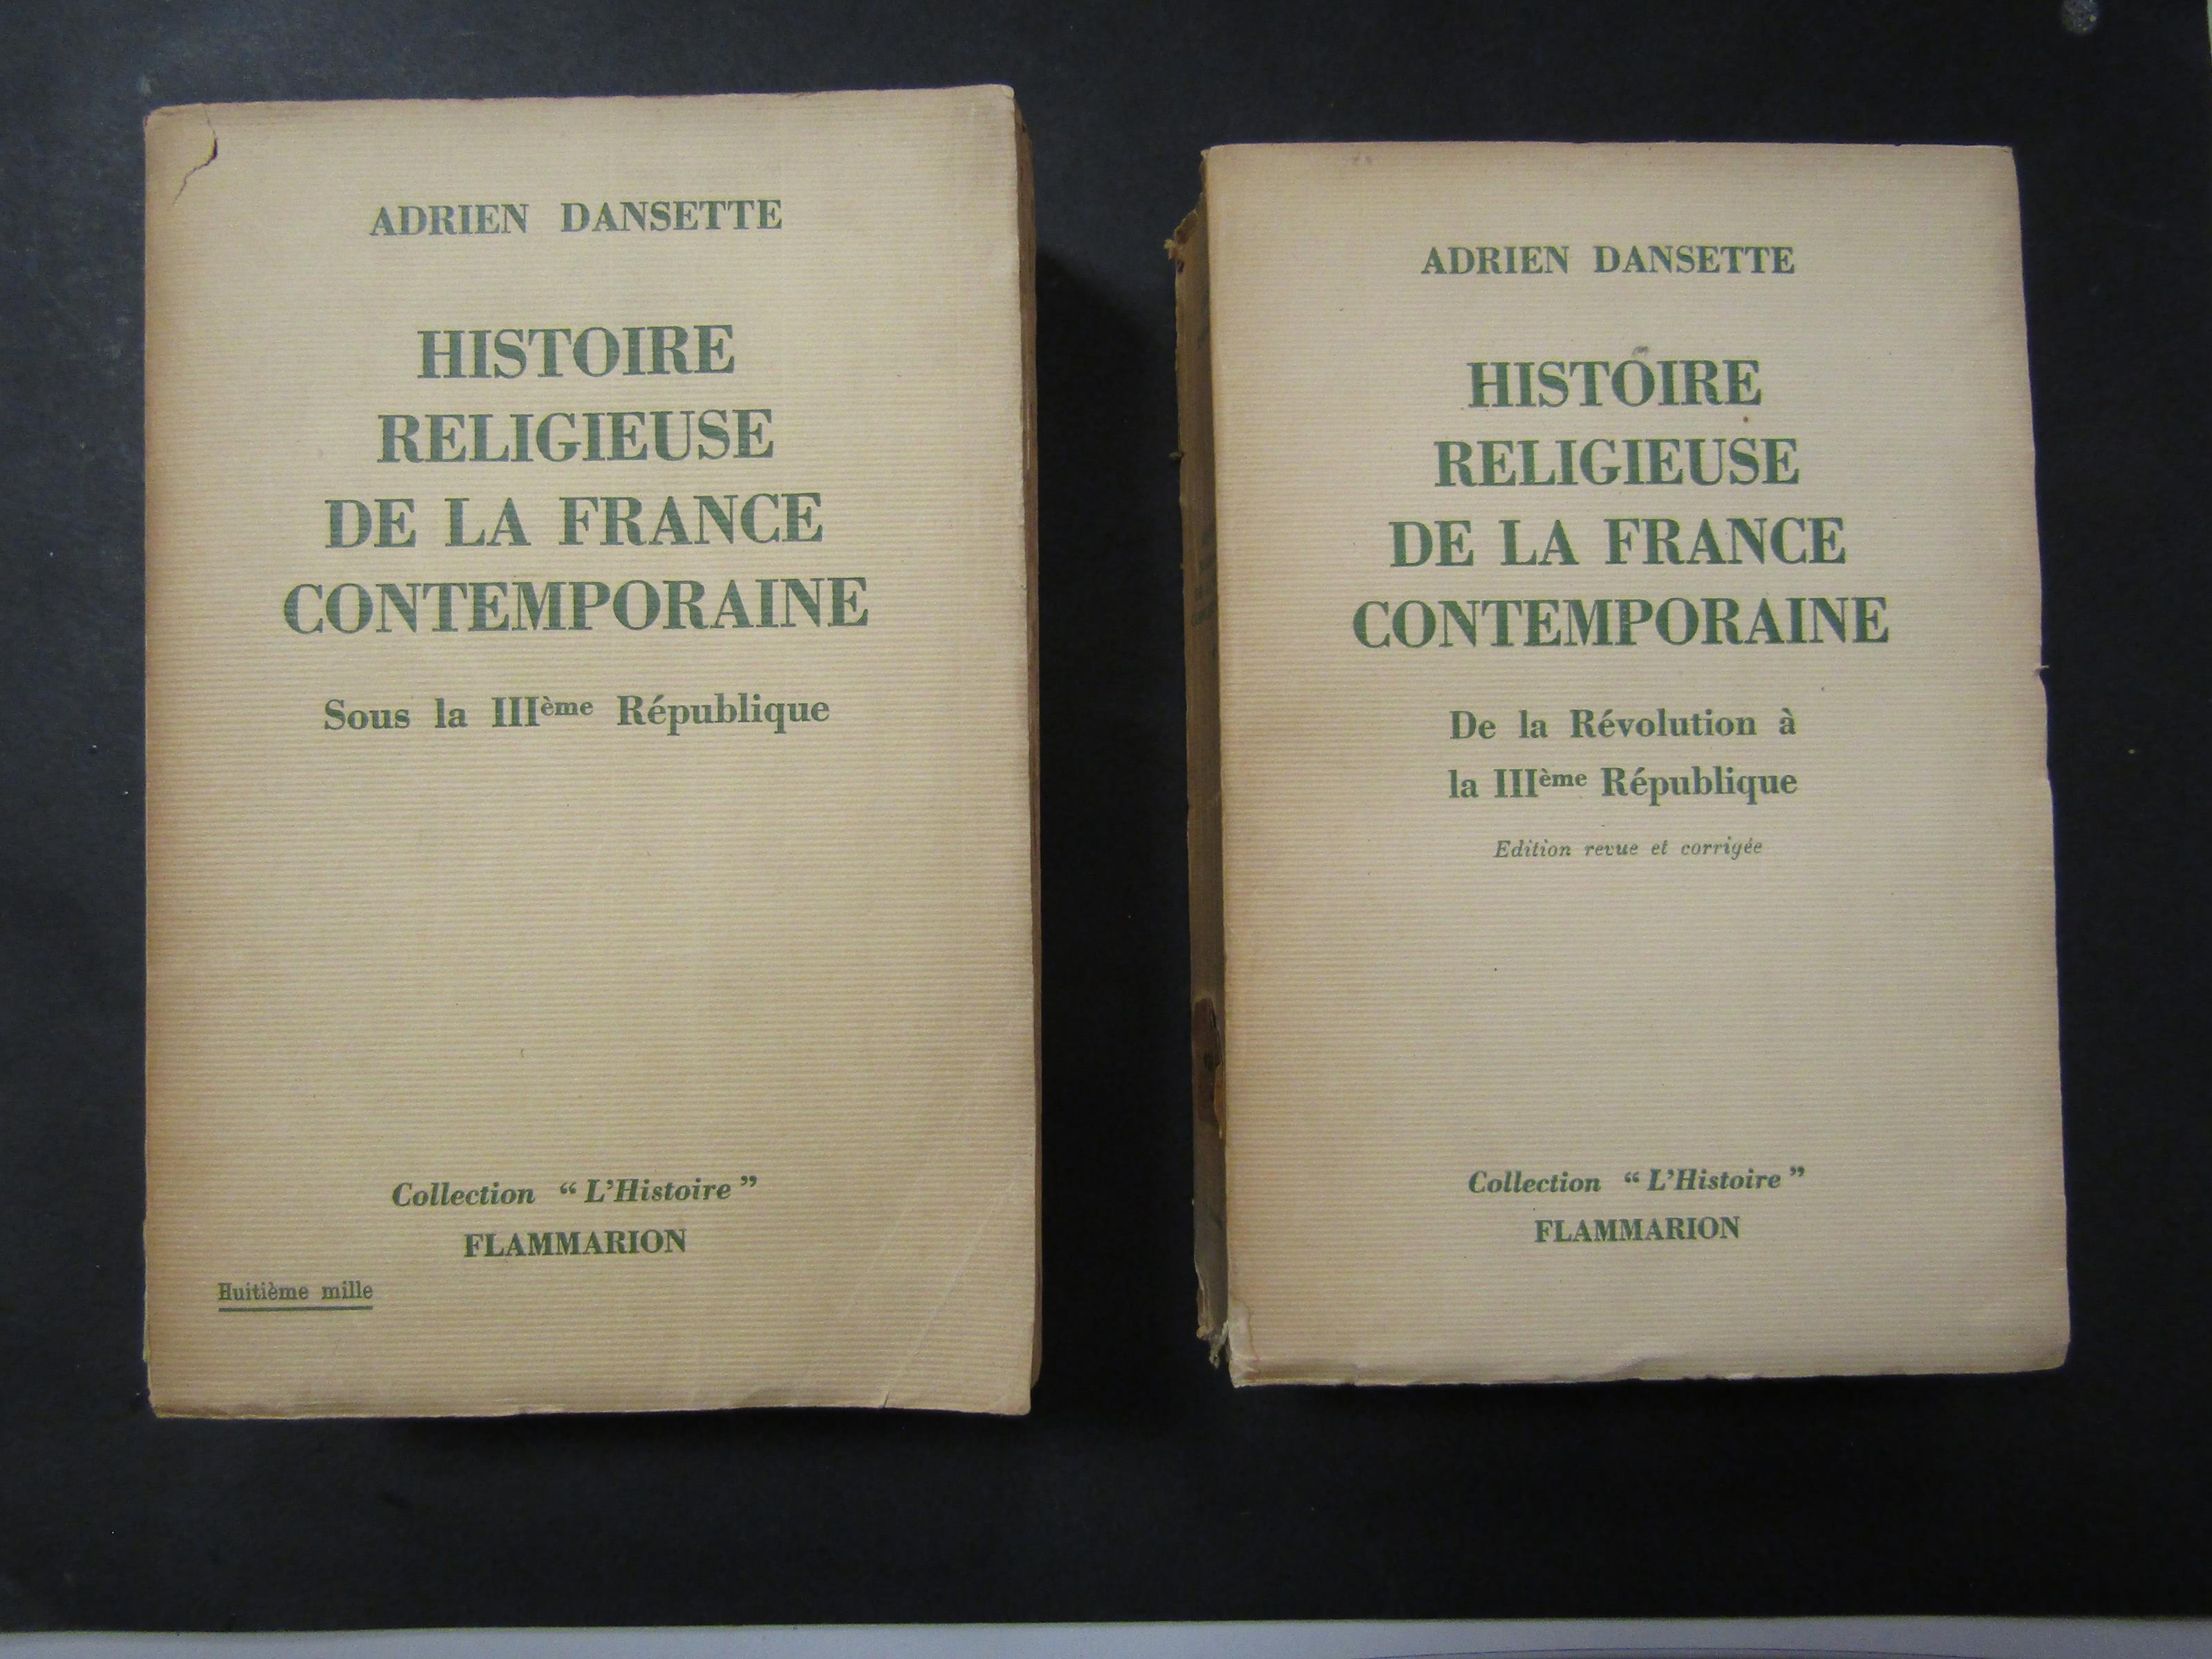 ADRIEN DANSETTE
HISTOIRE
RELIGIEUSE
DE LA FRANCE
CONTEMPORAINE
Sous la IIIème République
Collection “ L’Histoire ”
FLAMMARION
Huitième mille
ADRIEN DANSETTE
HISTOIRE
RELIGIEUSE
DE LA FRANCE
CONTEMPORAINE
De la Révolution à
la IIIème République
Edition revue et corrigée
Collection “ L’Histoire ”
FLAMMARION